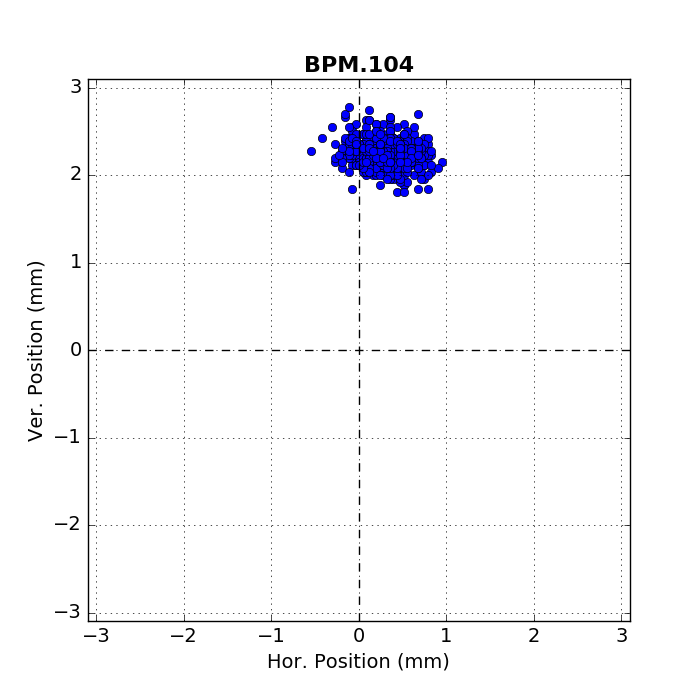 BPM.104
3
2
1
0
−1
−2
−3
Ver. Position (mm)
−3 −2 −1 0 1 2 3
Hor. Position (mm)